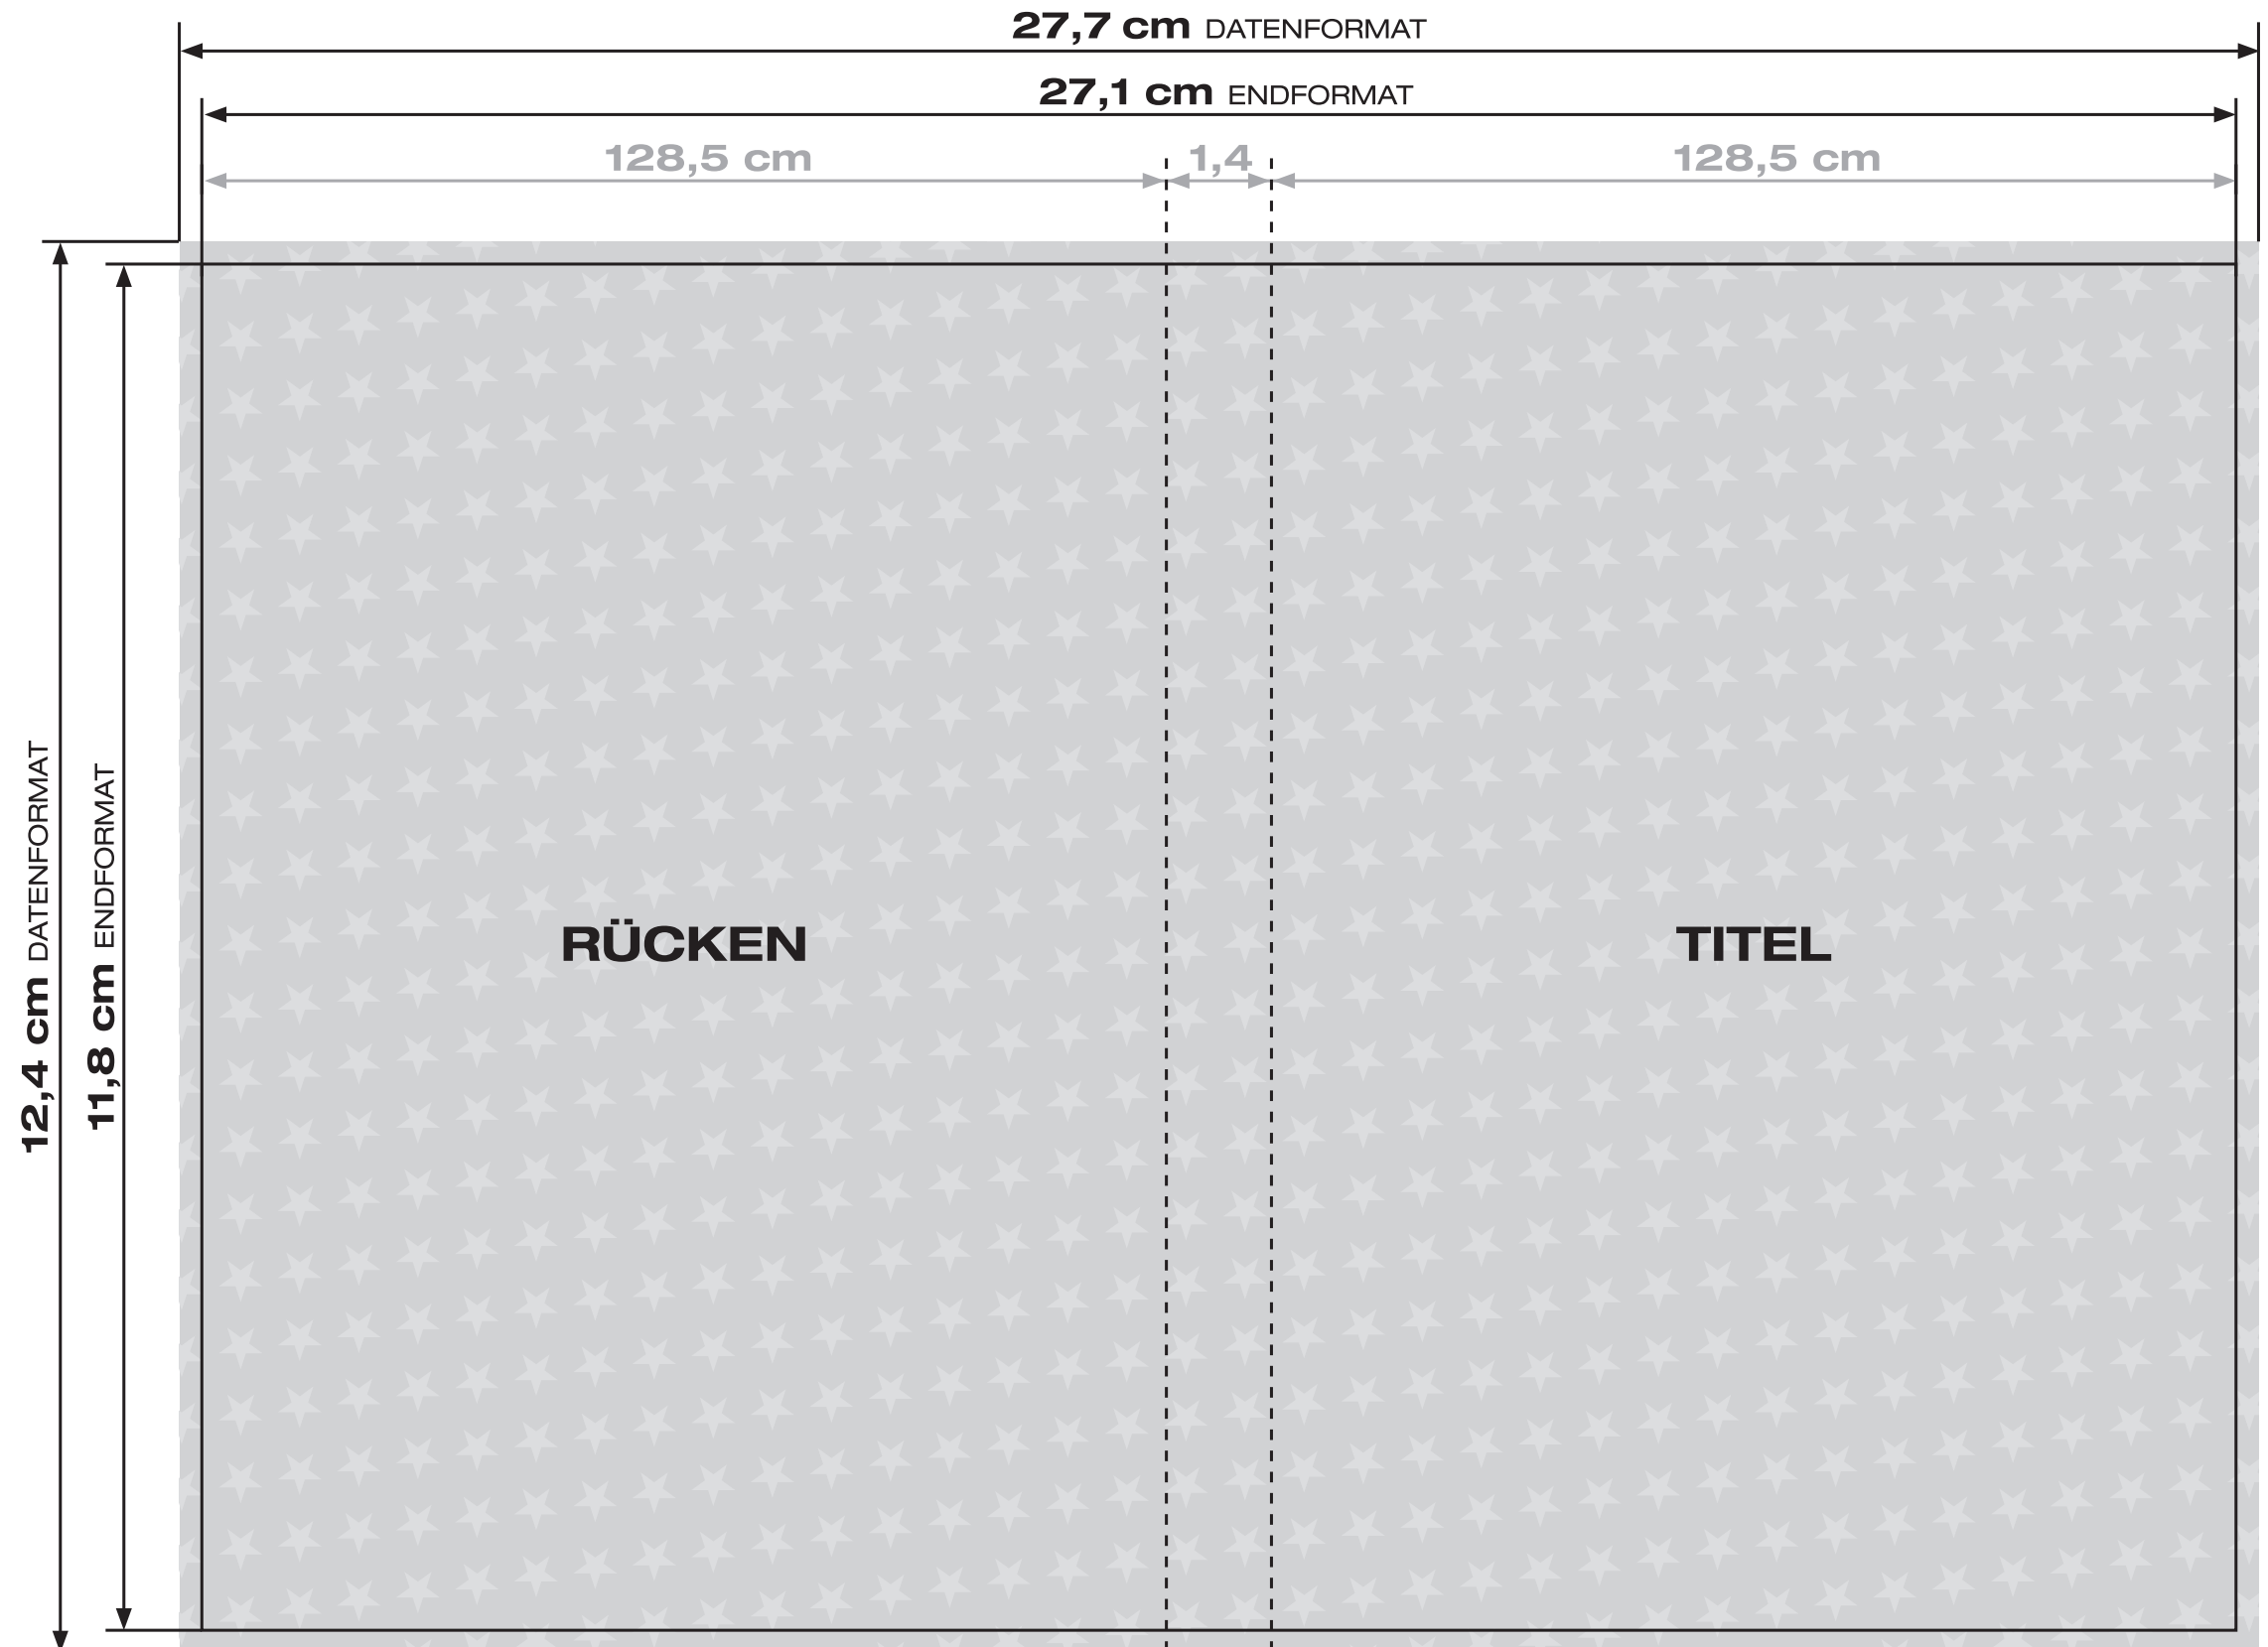 27,7 cm DATENFORMAT
27,1 cm ENDFORMAT
128,5 cm 1,4 128,5 cm
12,4 cm DATENFORMAT
11,8 cm ENDFORMAT
RÜCKEN
TITEL